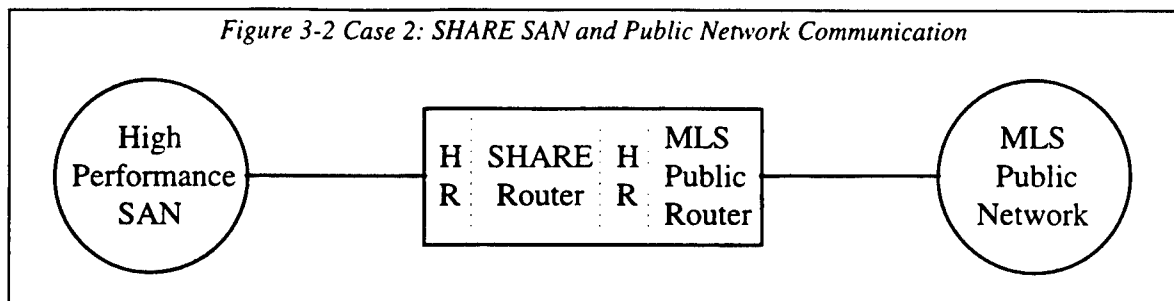 Figure 3-2 Case 2: SHARE SAN and Public Network Communication
High
Performance
SAN
H
R
SHARE
Router
H
R
MLS
Public
Router
MLS
Public
Network